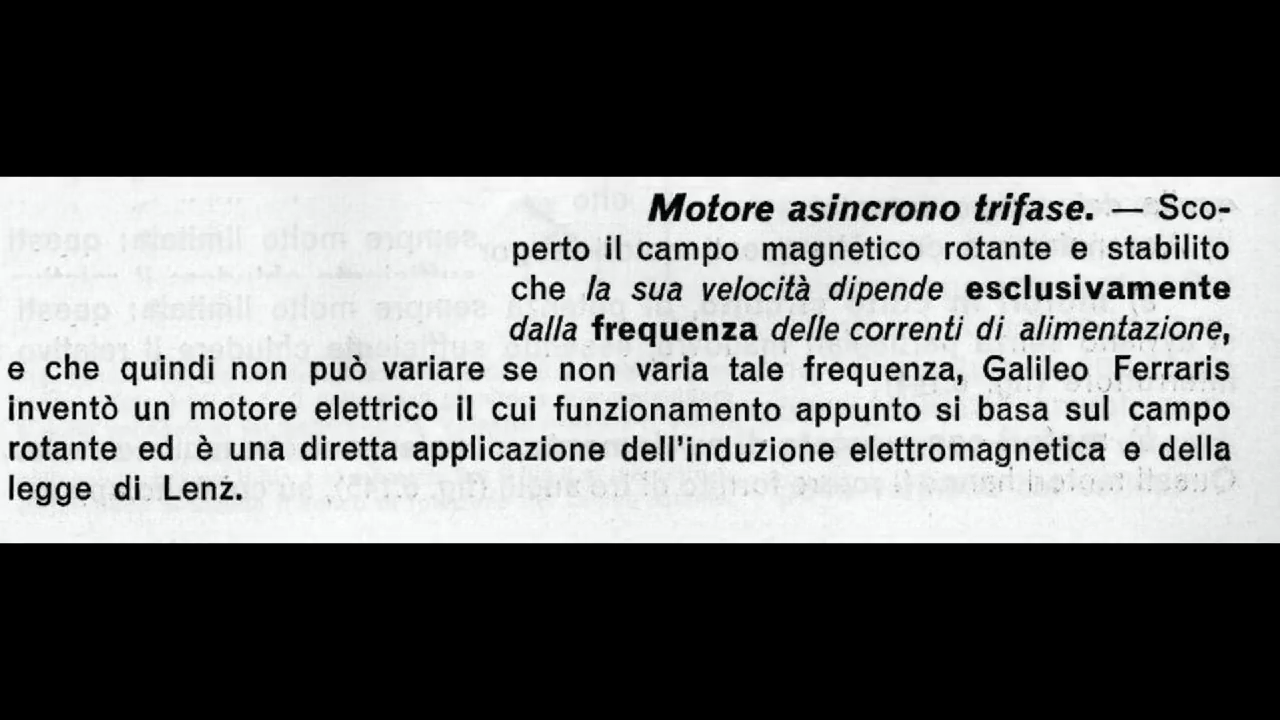 Motore asincrono trifase. — Sco-
perto il campo magnetico rotante e stabilito
che la sua velocità dipende esclusivamente
dalla frequenza delle correnti di alimentazione,
e che quindi non può variare se non varia tale frequenza, Galileo Ferraris
inventò un motore elettrico il cui funzionamento appunto si basa sul campo
rotante ed è una diretta applicazione dell'induzione elettromagnetica e della
legge di Lenz.